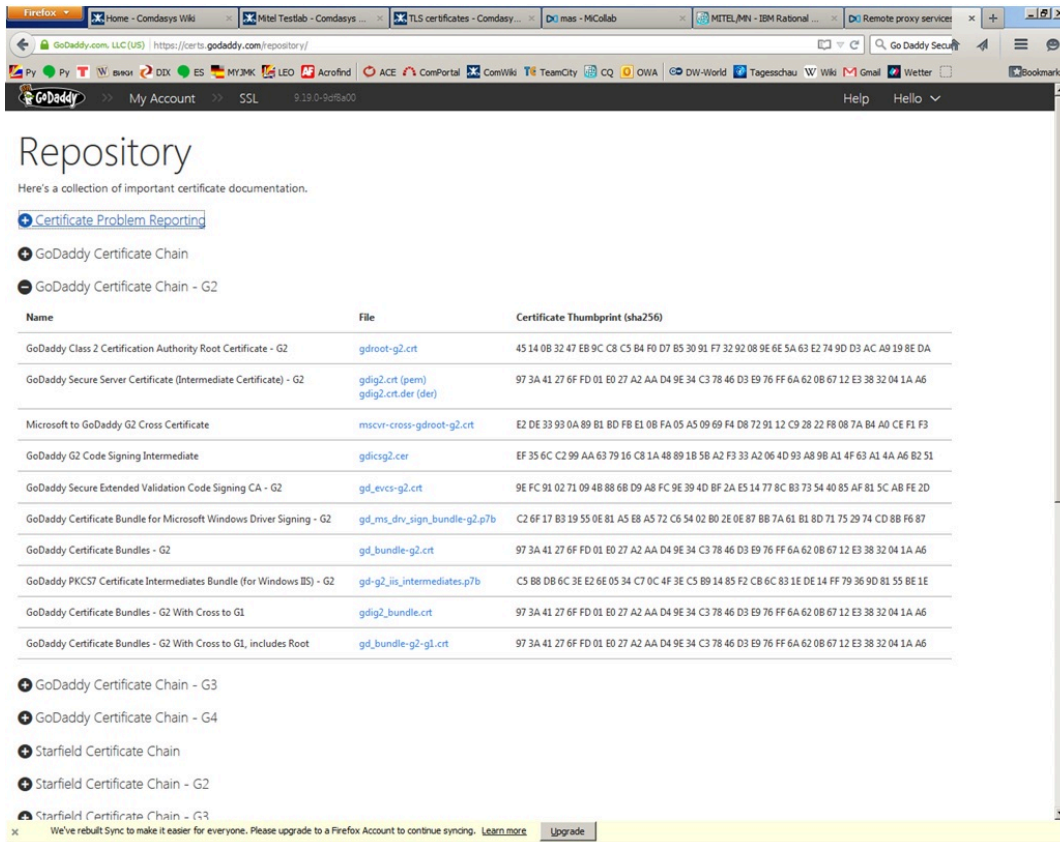 Firefox
Home - Comdasys Wiki
Mitel Testlab - Comdasys ...
TLS certificates - Comdasy...
mas - MiCollab
MITEL/MN - IBM Rational ...
Remote proxy services
GoDaddy.com, LLC (US) https://certs.godaddy.com/repository/
Go Daddy Secu
Py Py T W DIX ES MYJMK LEO Acrofind ACE ComPortal ComWiki TeamCity CQ OWA DW-World Tagesschau Wiki Gmail Wetter Bookmark
GoDaddy >> My Account >> SSL 9.19.0-9df8a00 Help Hello
Repository
Here's a collection of important certificate documentation.
Certificate Problem Reporting
GoDaddy Certificate Chain
GoDaddy Certificate Chain - G2
Name File Certificate Thumbprint (sha256)
GoDaddy Class 2 Certification Authority Root Certificate - G2 gdroot-g2.crt 45 14 0B 32 47 EB 9C C8 C5 B4 F0 D7 B5 30 91 F7 32 92 08 9E 6E 5A 63 E2 74 9D D3 AC A9 19 8E DA
GoDaddy Secure Server Certificate (Intermediate Certificate) - G2 gdig2.crt (pem) 97 3A 41 27 6F FD 01 E0 27 A2 AA D4 9E 34 C3 78 46 D3 E9 76 FF 6A 62 0B 67 12 E3 38 32 04 1A A6
gdig2.crt.der (der)
Microsoft to GoDaddy G2 Cross Certificate mscvr-cross-gdroot-g2.crt E2 DE 33 93 0A 89 B1 BD FB E1 0B FA 05 A5 09 69 F4 D8 72 91 12 C9 28 22 F8 08 7A B4 A0 CE F1 F3
GoDaddy G2 Code Signing Intermediate gdicsg2.cer EF 35 6C C2 99 AA 63 79 16 C8 1A 48 89 1B 5B A2 F3 33 A2 06 4D 93 A8 9B A1 4F 63 A1 4A A6 B2 51
GoDaddy Secure Extended Validation Code Signing CA - G2 gd_evcs-g2.crt 9E FC 91 02 71 09 4B 88 6B D9 A8 FC 9E 39 4D BF 2A E5 14 77 8C B3 73 54 40 85 AF 81 5C AB FE 2D
GoDaddy Certificate Bundle for Microsoft Windows Driver Signing - G2 gd_ms_drv_sign_bundle-g2.p7b C2 6F 17 B3 19 55 0E 81 A5 E8 A5 72 C6 54 02 B0 2E 0E 87 BB 7A 61 B1 8D 71 75 29 74 CD 8B F6 87
GoDaddy Certificate Bundles - G2 gd_bundle-g2.crt 97 3A 41 27 6F FD 01 E0 27 A2 AA D4 9E 34 C3 78 46 D3 E9 76 FF 6A 62 0B 67 12 E3 38 32 04 1A A6
GoDaddy PKCS7 Certificate Intermediates Bundle (for Windows IIS) - G2 gd-g2_iis_intermediates.p7b C5 B8 DB 6C 3E E2 6E 05 34 C7 0C 4F 3E C5 B9 14 85 F2 CB 6C 83 1E DE 14 FF 79 36 9D 81 55 BE 1E
GoDaddy Certificate Bundles - G2 With Cross to G1 gdig2_bundle.crt 97 3A 41 27 6F FD 01 E0 27 A2 AA D4 9E 34 C3 78 46 D3 E9 76 FF 6A 62 0B 67 12 E3 38 32 04 1A A6
GoDaddy Certificate Bundles - G2 With Cross to G1, includes Root gd_bundle-g2-g1.crt 97 3A 41 27 6F FD 01 E0 27 A2 AA D4 9E 34 C3 78 46 D3 E9 76 FF 6A 62 0B 67 12 E3 38 32 04 1A A6
GoDaddy Certificate Chain - G3
GoDaddy Certificate Chain - G4
Starfield Certificate Chain
Starfield Certificate Chain - G2
Starfield Certificate Chain - G3
We've rebuilt Sync to make it easier for everyone. Please upgrade to a Firefox Account to continue syncing. Learn more Upgrade